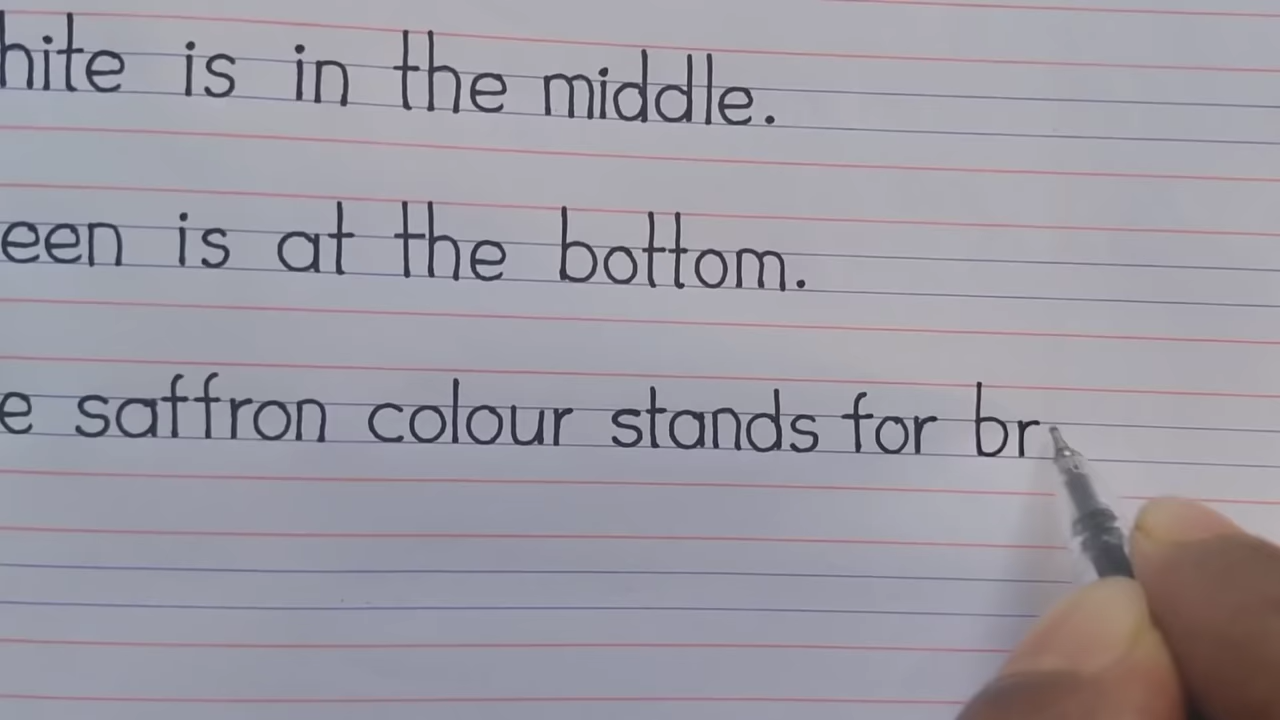 hite is in the middle.
een is at the bottom.
e saffron colour stands for br